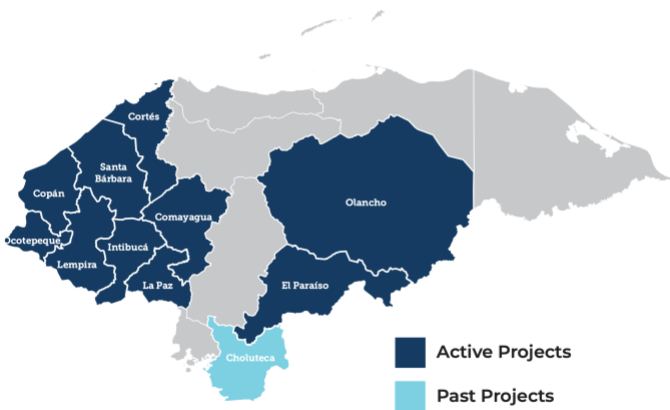 Cortés
Santa
Bárbara
Copán
Comayagua
Olancho
Ocotepeque
Intibucá
Lempira
La Paz
El Paraíso
Choluteca
Active Projects
Past Projects